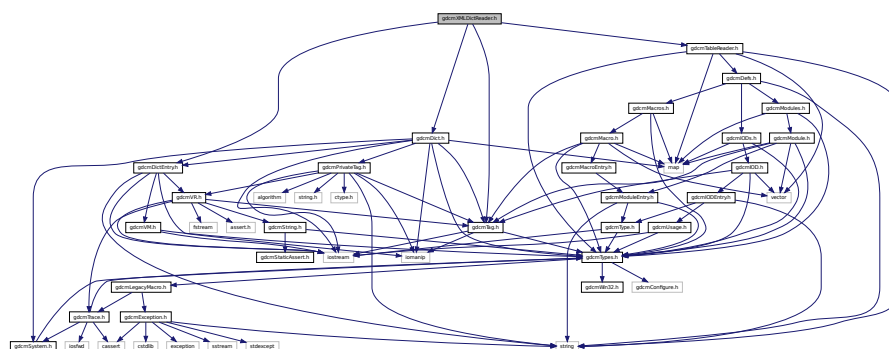 gdcmXMLDictReader.h
gdcmTableReader.h
gdcmDefs.h
gdcmMacros.h
gdcmModules.h
gdcmDict.h
gdcmMacro.h
gdcmIODs.h
gdcmModule.h
gdcmDictEntry.h
gdcmPrivateTag.h
gdcmMacroEntry.h
map
gdcmIOD.h
gdcmVR.h
algorithm
string.h
ctype.h
gdcmModuleEntry.h
gdcmIODEntry.h
vector
gdcmVM.h
fstream
assert.h
gdcmString.h
gdcmTag.h
gdcmType.h
gdcmUsage.h
gdcmStaticAssert.h
iostream
iomanip
gdcmTypes.h
gdcmLegacyMacro.h
gdcmWin32.h
gdcmConfigure.h
gdcmTrace.h
gdcmException.h
gdcmSystem.h
iosfwd
cassert
cstdlib
exception
sstream
stdexcept
string